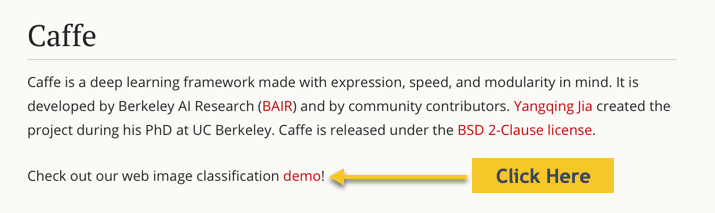 Caffe
Caffe is a deep learning framework made with expression, speed, and modularity in mind. It is
developed by Berkeley AI Research (BAIR) and by community contributors. Yangqing Jia created the
project during his PhD at UC Berkeley. Caffe is released under the BSD 2-Clause license.
Check out our web image classification demo!
Click Here